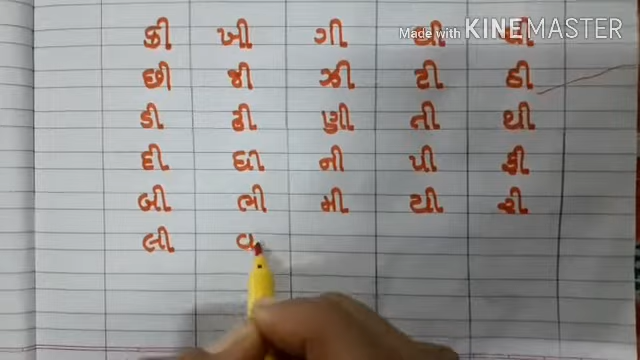 Made with KINEMASTER
કી ખી ગી ઘી ચી
છી જી ઝી ટી ઠી
ડી ઢી ણી તી થી
દી ધી ની પી ફી
બી ભી મી યી રી
લી વ